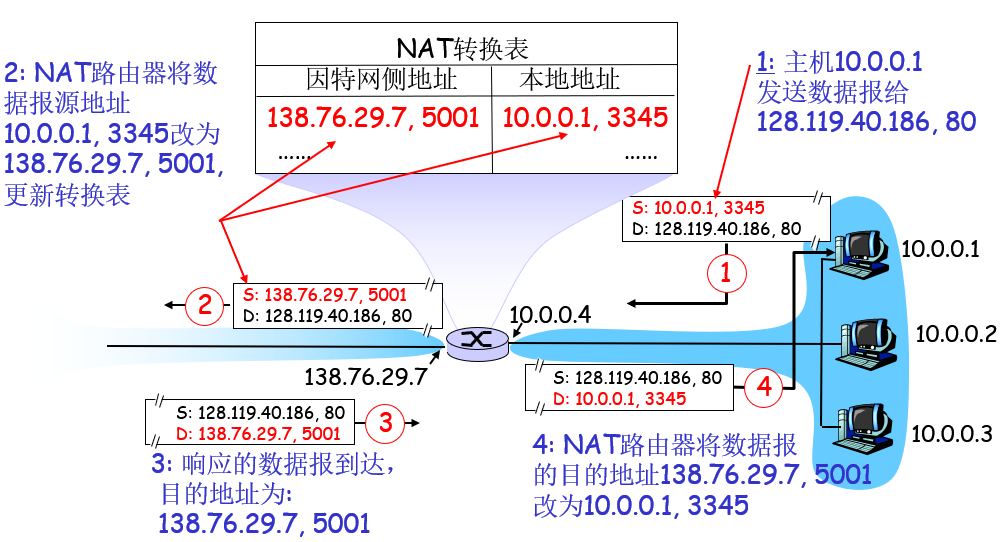 NAT转换表
因特网侧地址 本地地址
138.76.29.7, 5001 10.0.0.1, 3345
…… ……
2: NAT路由器将数
据报源地址
10.0.0.1, 3345改为
138.76.29.7, 5001,
更新转换表
1: 主机10.0.0.1
发送数据报给
128.119.40.186, 80
S: 10.0.0.1, 3345
D: 128.119.40.186, 80
1
10.0.0.1
2
S: 138.76.29.7, 5001
D: 128.119.40.186, 80
10.0.0.4
10.0.0.2
138.76.29.7
S: 128.119.40.186, 80
D: 10.0.0.1, 3345
4
S: 128.119.40.186, 80
D: 138.76.29.7, 5001
3
10.0.0.3
3: 响应的数据报到达，
目的地址为:
138.76.29.7, 5001
4: NAT路由器将数据报
的目的地址138.76.29.7, 5001
改为10.0.0.1, 3345